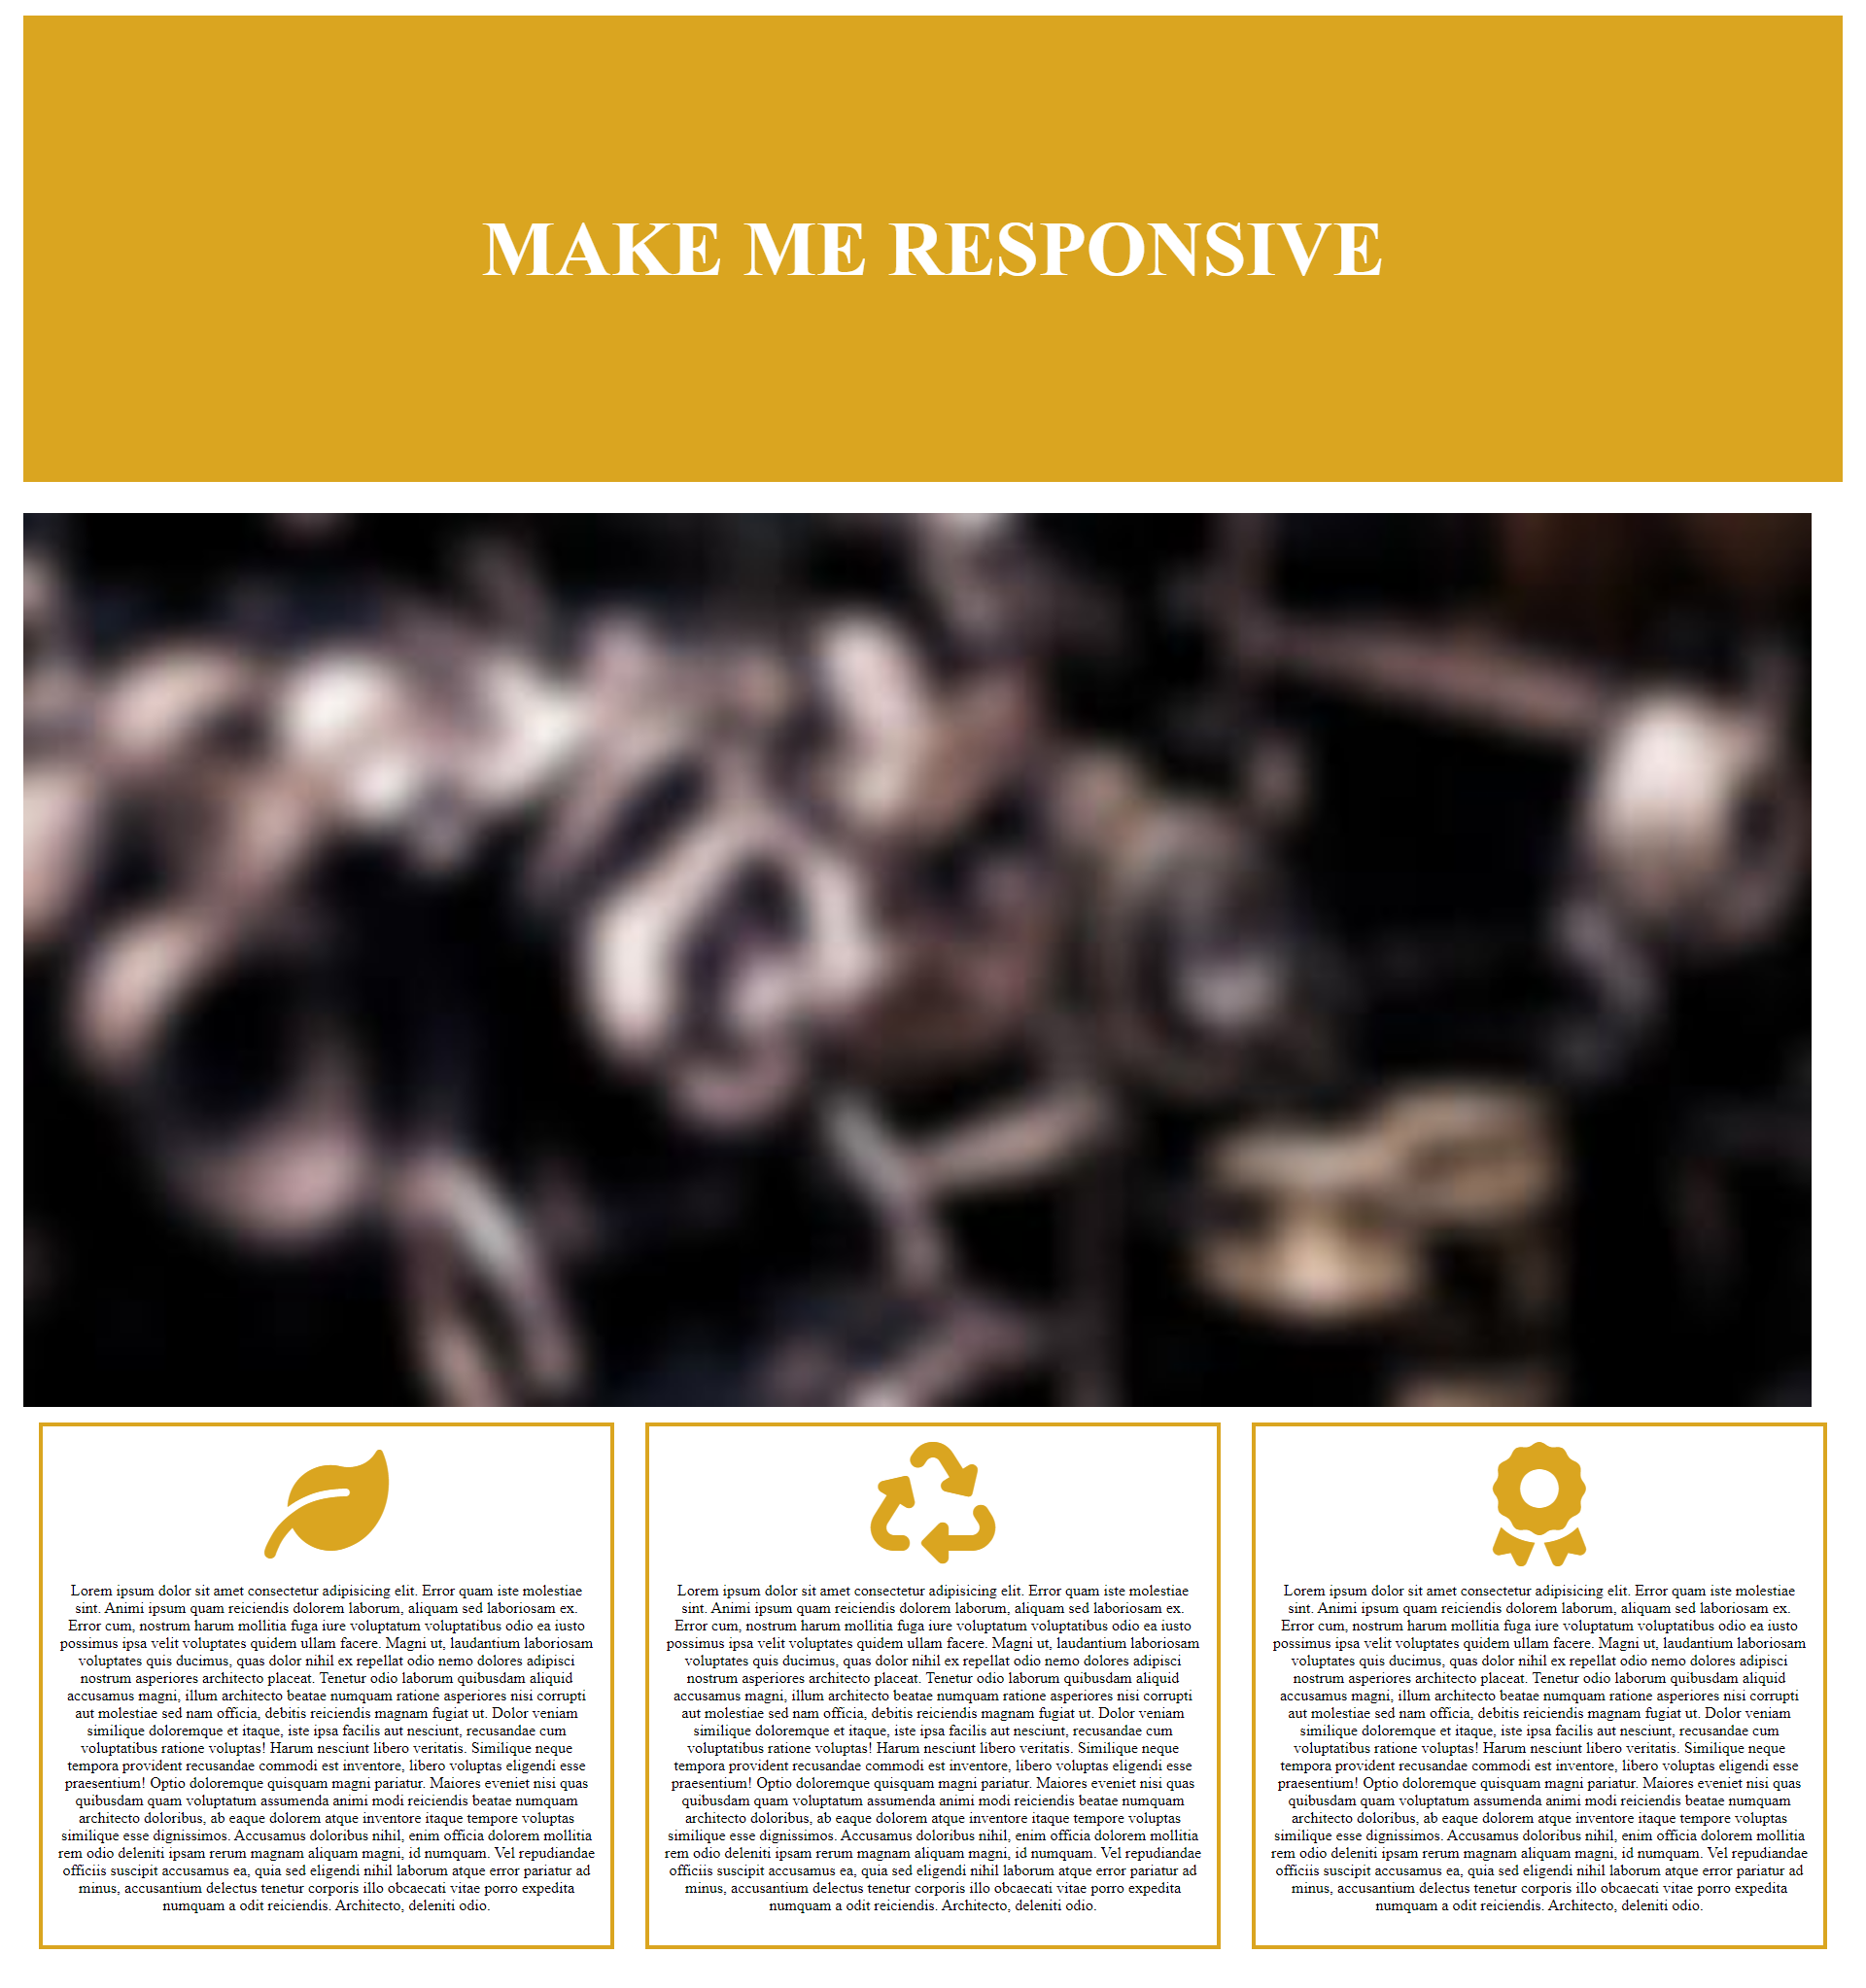 MAKE ME RESPONSIVE
Lorem ipsum dolor sit amet consectetur adipisicing elit. Error quam iste molestiae
sint. Animi ipsum quam reiciendis dolorem laborum, aliquam sed laboriosam ex.
Error cum, nostrum harum mollitia fuga iure voluptatum voluptatibus odio ea iusto
possimus ipsa velit voluptates quidem ullam facere. Magni ut, laudantium laboriosam
voluptates quis ducimus, quas dolor nihil ex repellat odio nemo dolores adipisci
nostrum asperiores architecto placeat. Tenetur odio laborum quibusdam aliquid
accusamus magni, illum architecto beatae numquam ratione asperiores nisi corrupti
aut molestiae sed nam officia, debitis reiciendis magnam fugiat ut. Dolor veniam
similique doloremque et itaque, iste ipsa facilis aut nesciunt, recusandae cum
voluptatibus ratione voluptas! Harum nesciunt libero veritatis. Similique neque
tempora provident recusandae commodi est inventore, libero voluptas eligendi esse
praesentium! Optio doloremque quisquam magni pariatur. Maiores eveniet nisi quas
quibusdam quam voluptatum assumenda animi modi reiciendis beatae numquam
architecto doloribus, ab eaque dolorem atque inventore itaque tempore voluptas
similique esse dignissimos. Accusamus doloribus nihil, enim officia dolorem mollitia
rem odio deleniti ipsam rerum magnam aliquam magni, id numquam. Vel repudiandae
officiis suscipit accusamus ea, quia sed eligendi nihil laborum atque error pariatur ad
minus, accusantium delectus tenetur corporis illo obcaecati vitae porro expedita
numquam a odit reiciendis. Architecto, deleniti odio.
Lorem ipsum dolor sit amet consectetur adipisicing elit. Error quam iste molestiae
sint. Animi ipsum quam reiciendis dolorem laborum, aliquam sed laboriosam ex.
Error cum, nostrum harum mollitia fuga iure voluptatum voluptatibus odio ea iusto
possimus ipsa velit voluptates quidem ullam facere. Magni ut, laudantium laboriosam
voluptates quis ducimus, quas dolor nihil ex repellat odio nemo dolores adipisci
nostrum asperiores architecto placeat. Tenetur odio laborum quibusdam aliquid
accusamus magni, illum architecto beatae numquam ratione asperiores nisi corrupti
aut molestiae sed nam officia, debitis reiciendis magnam fugiat ut. Dolor veniam
similique doloremque et itaque, iste ipsa facilis aut nesciunt, recusandae cum
voluptatibus ratione voluptas! Harum nesciunt libero veritatis. Similique neque
tempora provident recusandae commodi est inventore, libero voluptas eligendi esse
praesentium! Optio doloremque quisquam magni pariatur. Maiores eveniet nisi quas
quibusdam quam voluptatum assumenda animi modi reiciendis beatae numquam
architecto doloribus, ab eaque dolorem atque inventore itaque tempore voluptas
similique esse dignissimos. Accusamus doloribus nihil, enim officia dolorem mollitia
rem odio deleniti ipsam rerum magnam aliquam magni, id numquam. Vel repudiandae
officiis suscipit accusamus ea, quia sed eligendi nihil laborum atque error pariatur ad
minus, accusantium delectus tenetur corporis illo obcaecati vitae porro expedita
numquam a odit reiciendis. Architecto, deleniti odio.
Lorem ipsum dolor sit amet consectetur adipisicing elit. Error quam iste molestiae
sint. Animi ipsum quam reiciendis dolorem laborum, aliquam sed laboriosam ex.
Error cum, nostrum harum mollitia fuga iure voluptatum voluptatibus odio ea iusto
possimus ipsa velit voluptates quidem ullam facere. Magni ut, laudantium laboriosam
voluptates quis ducimus, quas dolor nihil ex repellat odio nemo dolores adipisci
nostrum asperiores architecto placeat. Tenetur odio laborum quibusdam aliquid
accusamus magni, illum architecto beatae numquam ratione asperiores nisi corrupti
aut molestiae sed nam officia, debitis reiciendis magnam fugiat ut. Dolor veniam
similique doloremque et itaque, iste ipsa facilis aut nesciunt, recusandae cum
voluptatibus ratione voluptas! Harum nesciunt libero veritatis. Similique neque
tempora provident recusandae commodi est inventore, libero voluptas eligendi esse
praesentium! Optio doloremque quisquam magni pariatur. Maiores eveniet nisi quas
quibusdam quam voluptatum assumenda animi modi reiciendis beatae numquam
architecto doloribus, ab eaque dolorem atque inventore itaque tempore voluptas
similique esse dignissimos. Accusamus doloribus nihil, enim officia dolorem mollitia
rem odio deleniti ipsam rerum magnam aliquam magni, id numquam. Vel repudiandae
officiis suscipit accusamus ea, quia sed eligendi nihil laborum atque error pariatur ad
minus, accusantium delectus tenetur corporis illo obcaecati vitae porro expedita
numquam a odit reiciendis. Architecto, deleniti odio.